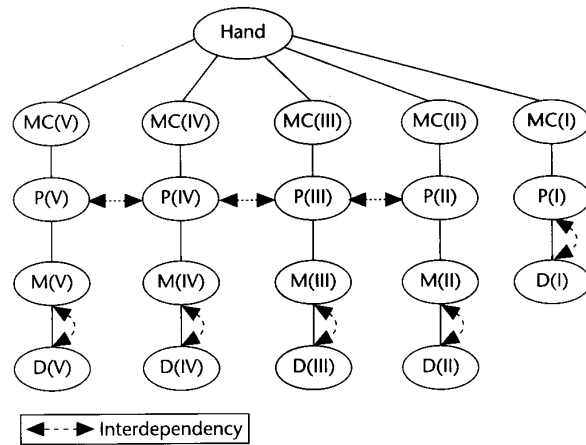 Hand
MC(V) MC(IV) MC(III) MC(II) MC(I)
P(V) P(IV) P(III) P(II) P(I)
M(V) M(IV) M(III) M(II) D(I)
D(V) D(IV) D(III) D(II)
Interdependency